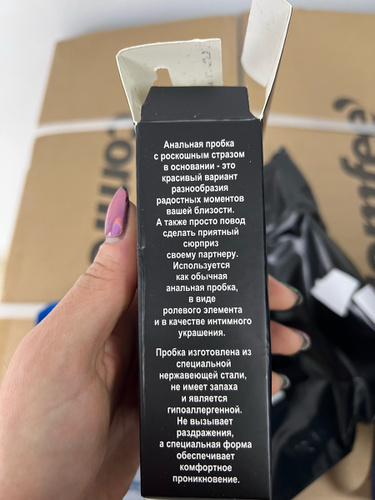 Анальная пробка
с роскошным стразом
в основании - это
красивый вариант
разнообразия
радостных моментов
вашей близости.
А также просто повод
сделать приятный
сюрприз
своему партнеру.
Используется
как обычная
анальная пробка,
в виде
ролевого элемента
и в качестве интимного
украшения.
Пробка изготовлена из
специальной
нержавеющей стали,
не имеет запаха
и является
гипоаллергенной.
Не вызывает
раздражения,
а специальная форма
обеспечивает
комфортное
проникновение.